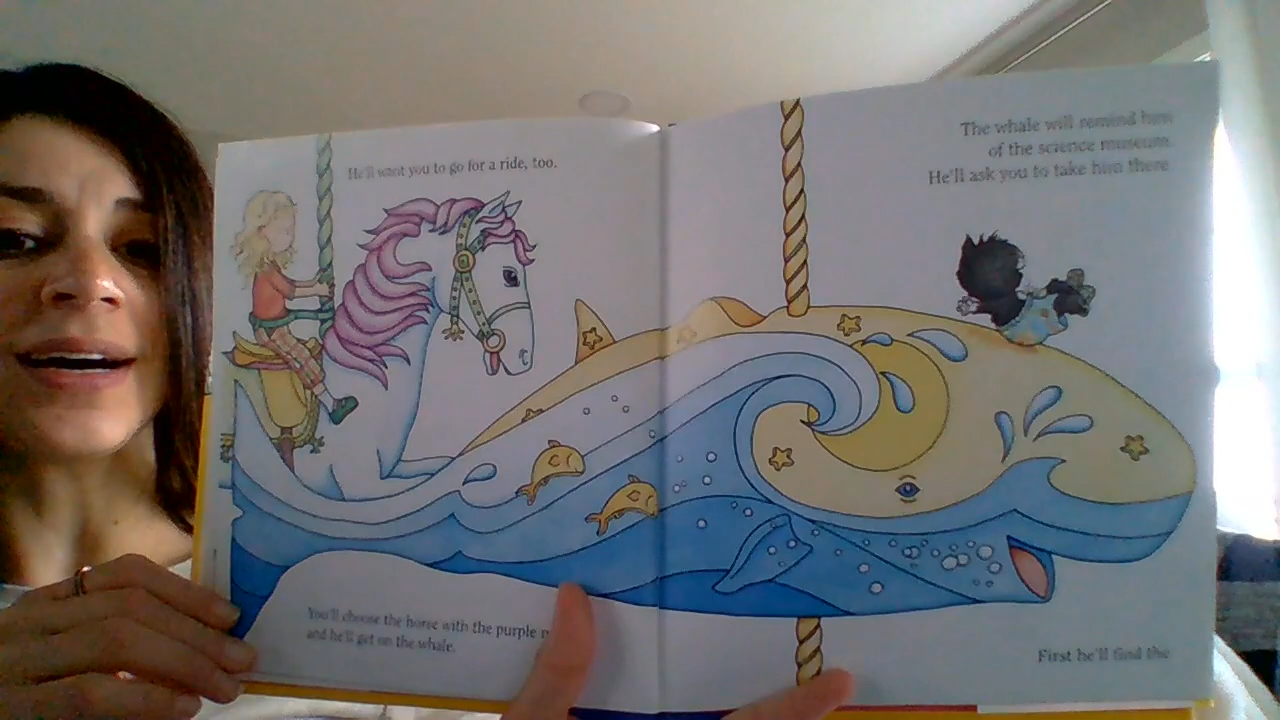 He'll want you to go for a ride, too.
You'll choose the horse with the purple
and he'll get on the whale.
The whale will remind him
of the science museum.
He'll ask you to take him there
First he'll find the